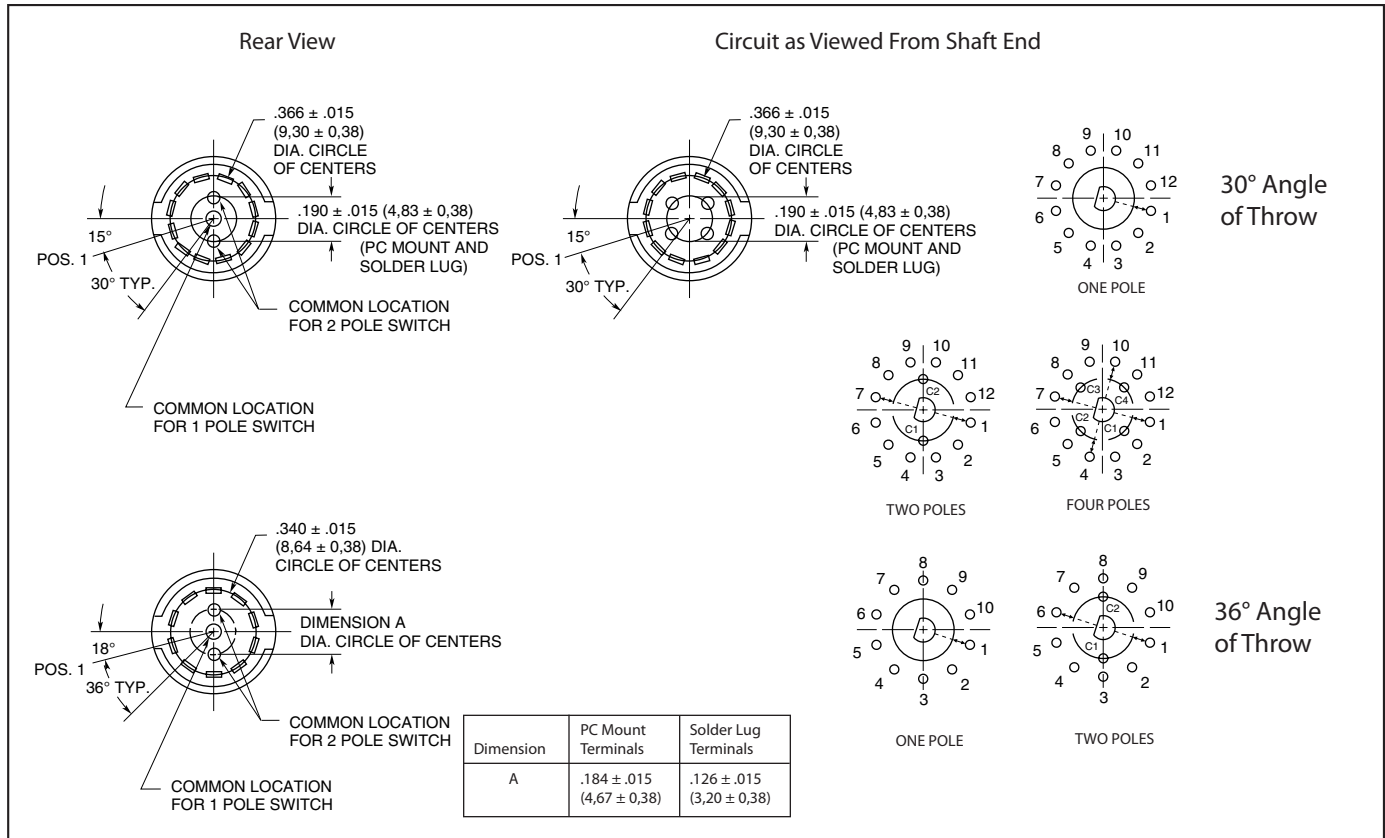 Rear View
Circuit as Viewed From Shaft End
.366 ± .015
(9,30 ± 0,38)
DIA. CIRCLE
OF CENTERS
.190 ± .015 (4,83 ± 0,38)
DIA. CIRCLE OF CENTERS
(PC MOUNT AND
SOLDER LUG)
15°
POS. 1
30° TYP.
COMMON LOCATION
FOR 2 POLE SWITCH
COMMON LOCATION
FOR 1 POLE SWITCH
.366 ± .015
(9,30 ± 0,38)
DIA. CIRCLE
OF CENTERS
.190 ± .015 (4,83 ± 0,38)
DIA. CIRCLE OF CENTERS
(PC MOUNT AND
SOLDER LUG)
15°
POS. 1
30° TYP.
9 10
8 11
7 12
6 1
5 2
4 3
ONE POLE
30° Angle
of Throw
9 10
8 11
7 C2 12
6 C1 1
5 2
4 3
TWO POLES
9 10
8 11
7 C3 C4 12
6 C2 C1 1
5 2
4 3
FOUR POLES
.340 ± .015
(8,64 ± 0,38) DIA.
CIRCLE OF CENTERS
DIMENSION A
DIA. CIRCLE OF CENTERS
18°
POS. 1
36° TYP.
COMMON LOCATION
FOR 2 POLE SWITCH
COMMON LOCATION
FOR 1 POLE SWITCH
Dimension PC Mount Terminals Solder Lug Terminals
A .184 ± .015 (4,67 ± 0,38) .126 ± .015 (3,20 ± 0,38)
8
7 9
6 10
5 1
4 2
3
ONE POLE
8
7 9
6 C2 10
5 C1 1
4 2
3
TWO POLES
36° Angle
of Throw